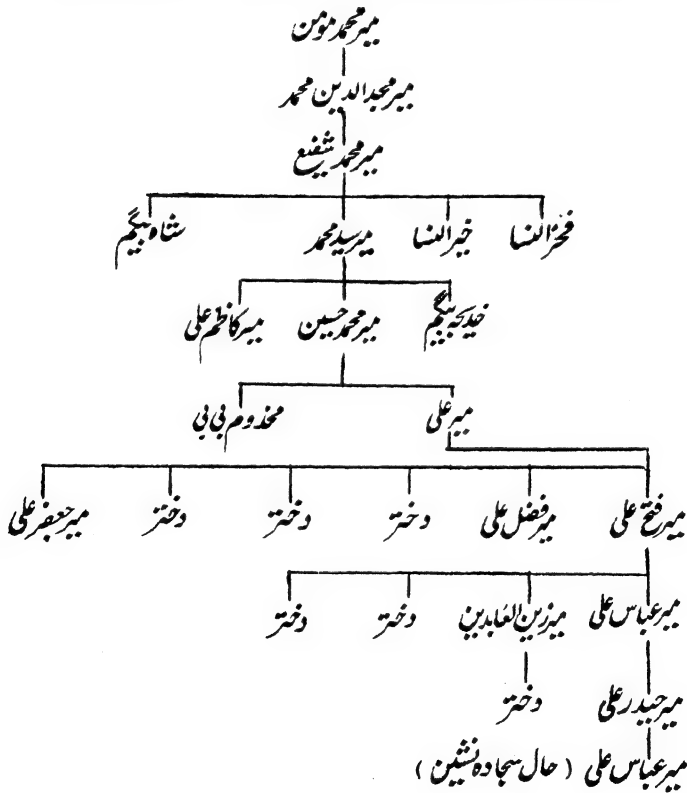 میر محمد مومن
میر مجد الدین محمد
میر محمد شفیع
فخر النسا خیر النسا میر سید محمد شاہ بیگم
خدیجہ بیگم میر محمد حسین میر کاظم علی
میر علی مخدوم بی بی
میر فتح علی میر فضل علی دختر دختر دختر میر جعفر علی
میر عباس علی میر زین العابدین دختر دختر
میر حیدر علی دختر
میر عباس علی ( حال سجادہ نشین )